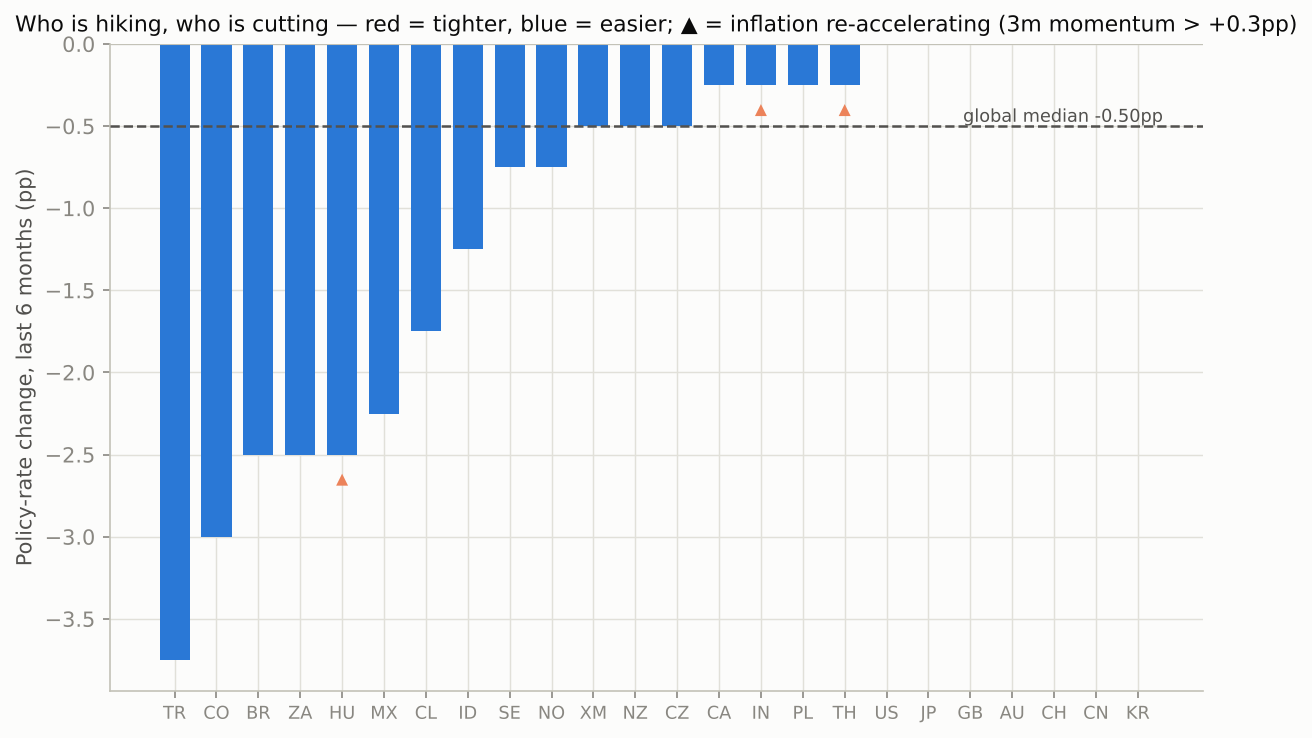 Who is hiking, who is cutting — red = tighter, blue = easier; ▲ = inflation re-accelerating (3m momentum > +0.3pp)
Policy-rate change, last 6 months (pp)
0.0
−0.5
−1.0
−1.5
−2.0
−2.5
−3.0
−3.5
global median -0.50pp
TR CO BR ZA HU MX CL ID SE NO XM NZ CZ CA IN PL TH US JP GB AU CH CN KR